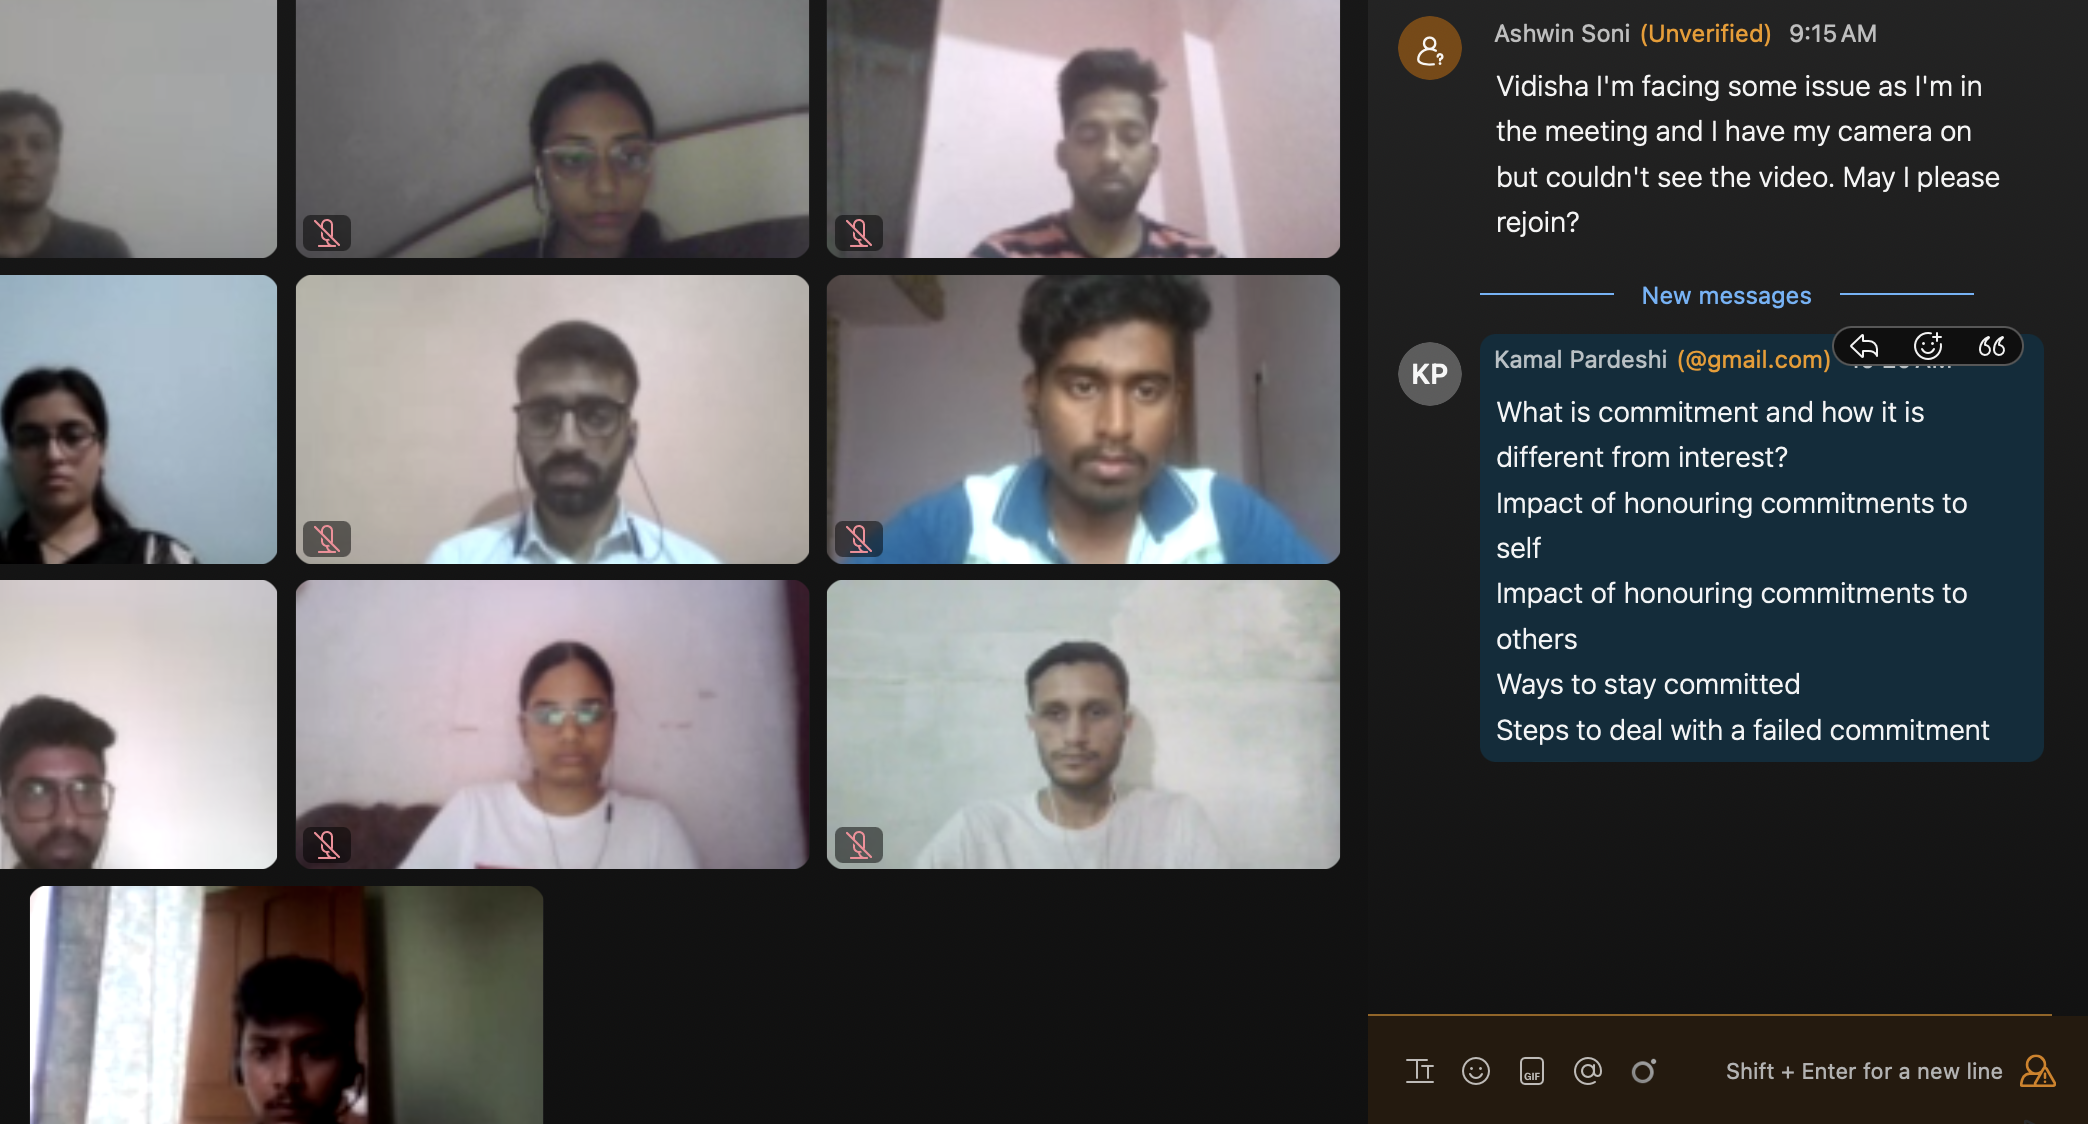 Ashwin Soni (Unverified) 9:15 AM
Vidisha I'm facing some issue as I'm in
the meeting and I have my camera on
but couldn't see the video. May I please
rejoin?
New messages
KP
Kamal Pardeshi (@gmail.com)
What is commitment and how it is
different from interest?
Impact of honouring commitments to
self
Impact of honouring commitments to
others
Ways to stay committed
Steps to deal with a failed commitment
GIF
Shift + Enter for a new line